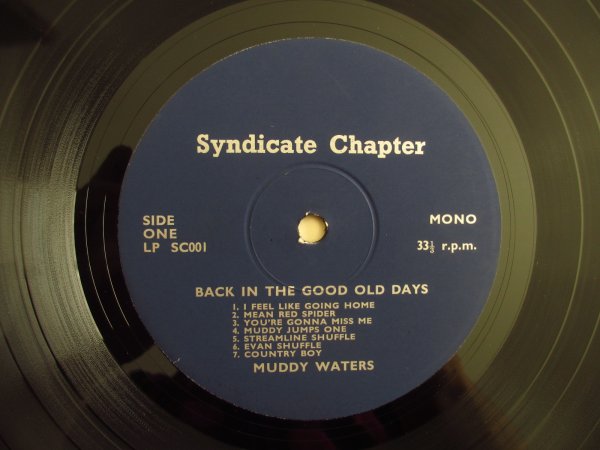 Syndicate Chapter
SIDE
ONE
LP SC001
MONO
33⅓ r.p.m.
BACK IN THE GOOD OLD DAYS
1. I FEEL LIKE GOING HOME
2. MEAN RED SPIDER
3. YOU'RE GONNA MISS ME
4. MUDDY JUMPS ONE
5. STREAMLINE SHUFFLE
6. EVAN SHUFFLE
7. COUNTRY BOY
MUDDY WATERS